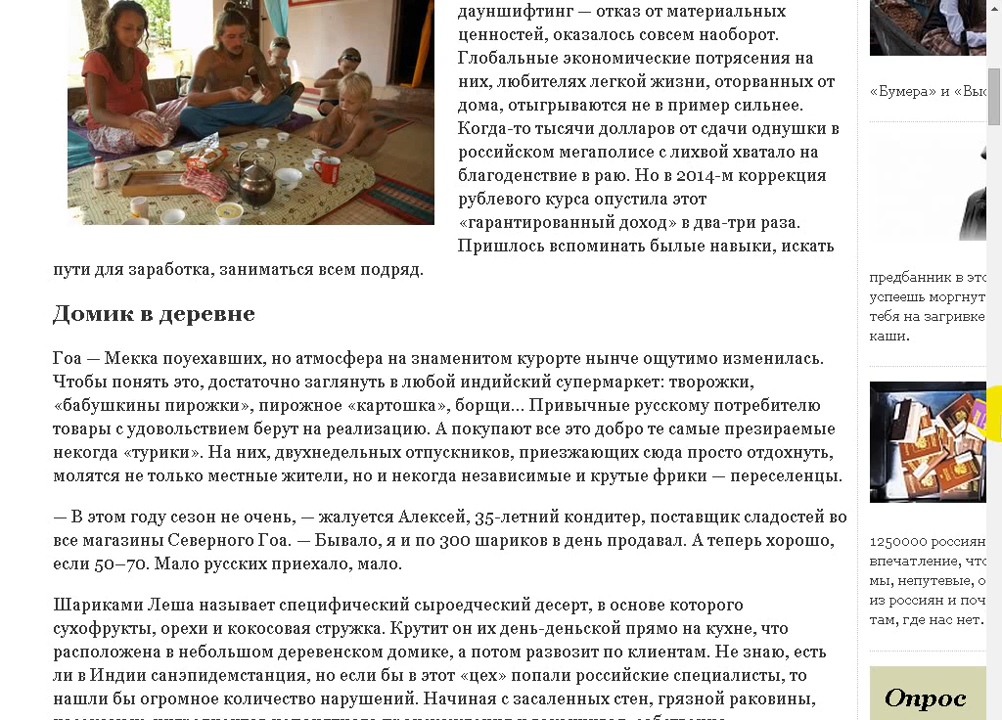 дауншифтинг — отказ от материальных
ценностей, оказалось совсем наоборот.
Глобальные экономические потрясения на
них, любителях легкой жизни, оторванных от
дома, отыгрываются не в пример сильнее.
Когда-то тысячи долларов от сдачи однушки в
российском мегаполисе с лихвой хватало на
благоденствие в раю. Но в 2014-м коррекция
рублевого курса опустила этот
«гарантированный доход» в два-три раза.
Пришлось вспоминать былые навыки, искать
пути для заработка, заниматься всем подряд.
Домик в деревне
Гоа — Мекка поуехавших, но атмосфера на знаменитом курорте нынче ощутимо изменилась.
Чтобы понять это, достаточно заглянуть в любой индийский супермаркет: творожки,
«бабушкины пирожки», пирожное «картошка», борщи... Привычные русскому потребителю
товары с удовольствием берут на реализацию. А покупают все это добро те самые презираемые
некогда «турики». На них, двухнедельных отпускников, приезжающих сюда просто отдохнуть,
молятся не только местные жители, но и некогда независимые и крутые фрики — переселенцы.
— В этом году сезон не очень, — жалуется Алексей, 35-летний кондитер, поставщик сладостей во
все магазины Северного Гоа. — Бывало, я и по 300 шариков в день продавал. А теперь хорошо,
если 50–70. Мало русских приехало, мало.
Шариками Леша называет специфический сыроедческий десерт, в основе которого
сухофрукты, орехи и кокосовая стружка. Крутит он их день-деньской прямо на кухне, что
расположена в небольшом деревенском домике, а потом развозит по клиентам. Не знаю, есть
ли в Индии санэпидемстанция, но если бы в этот «цех» попали российские специалисты, то
нашли бы огромное количество нарушений. Начиная с засаленных стен, грязной раковины,
«Бумера» и «Выс
предбанник в это
успеешь моргнут
тебя на загривке
каши.
1250000 россиян
впечатление, что
мы, непутевые, о
из россиян и поч
там, где нас нет.
Опрос